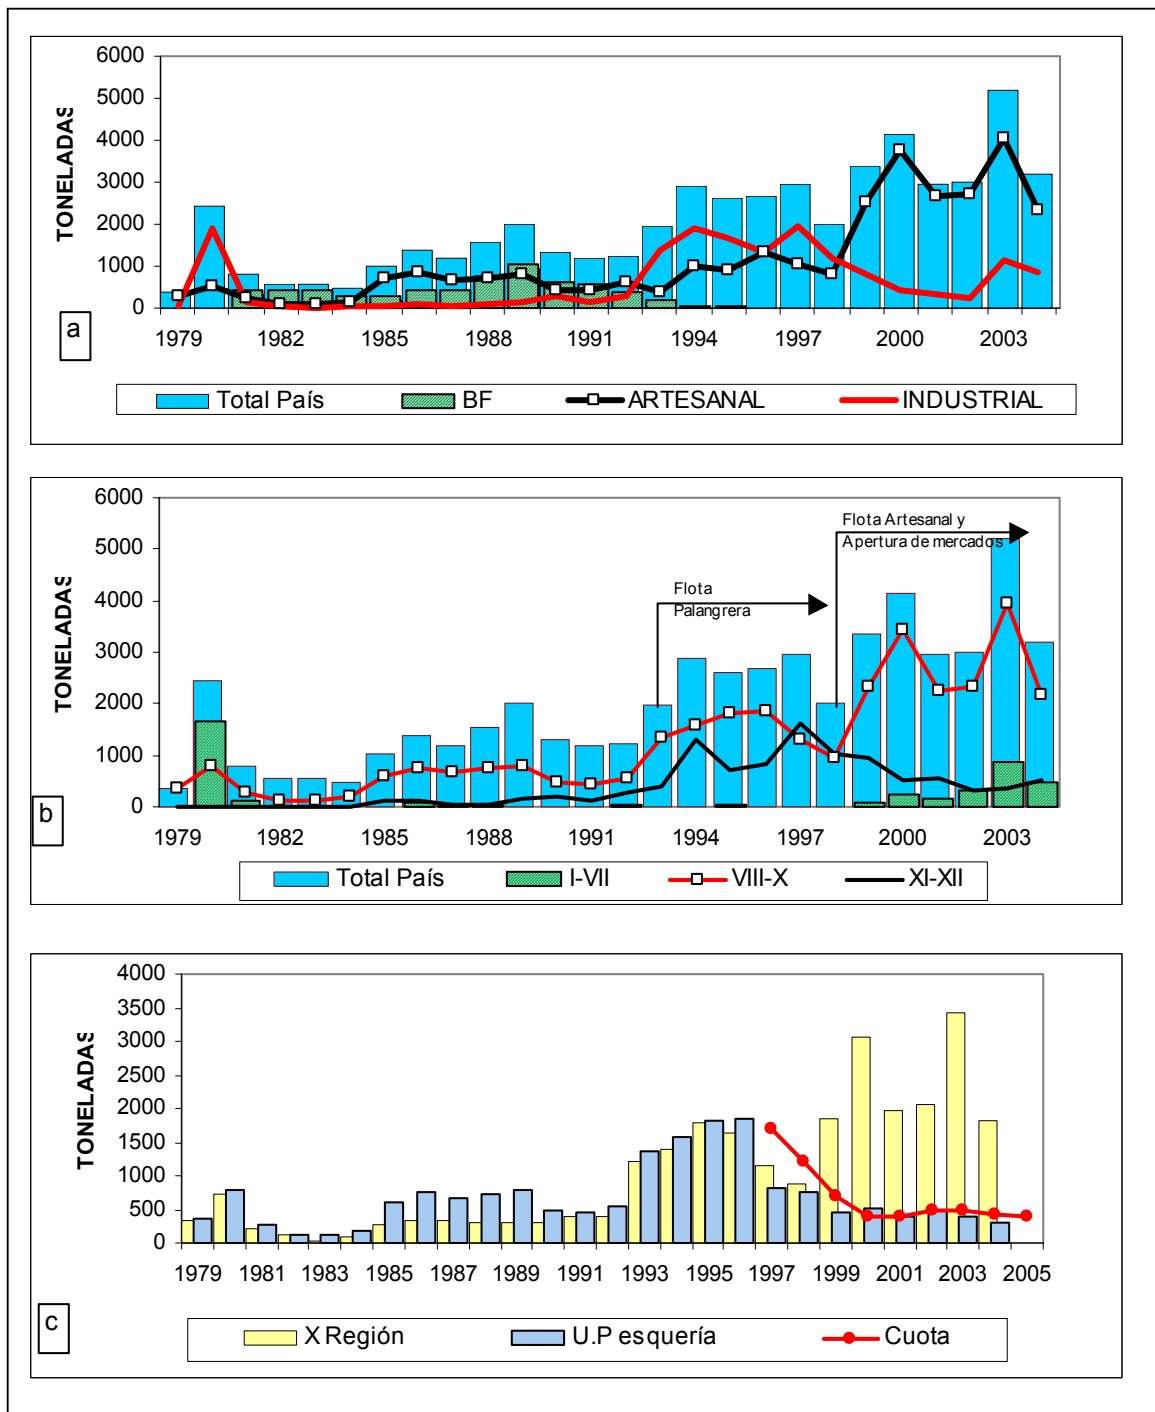 6000
5000
4000
3000
2000
1000
0
TONELADAS
1979 1982 1985 1988 1991 1994 1997 2000 2003
a
Total País BF ARTESANAL INDUSTRIAL
6000
5000
4000
3000
2000
1000
0
TONELADAS
Flota Artesanal y
Apertura de mercados
Flota
Palangrera
1979 1982 1985 1988 1991 1994 1997 2000 2003
b
Total País I-VII VIII-X XI-XII
4000
3500
3000
2500
2000
1500
1000
500
0
TONELADAS
1979 1981 1983 1985 1987 1989 1991 1993 1995 1997 1999 2001 2003 2005
c
X Región U.P esquería Cuota